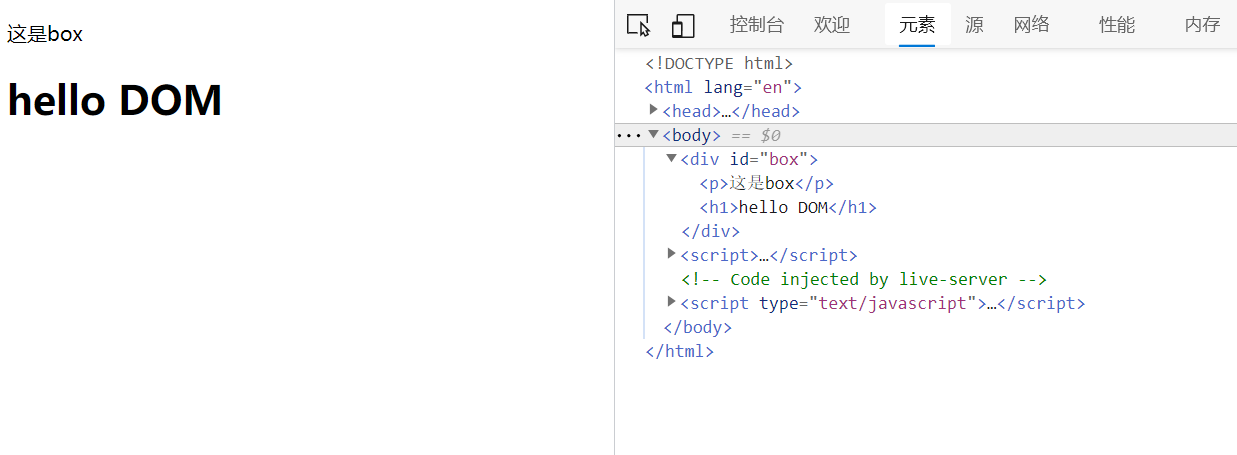 这是box
hello DOM
控制台 欢迎 元素 源 网络 性能 内存
<!DOCTYPE html>
<html lang="en">
<head>…</head>
<body> == $0
<div id="box">
<p>这是box</p>
<h1>hello DOM</h1>
</div>
<script>…</script>
<!-- Code injected by live-server -->
<script type="text/javascript">…</script>
</body>
</html>